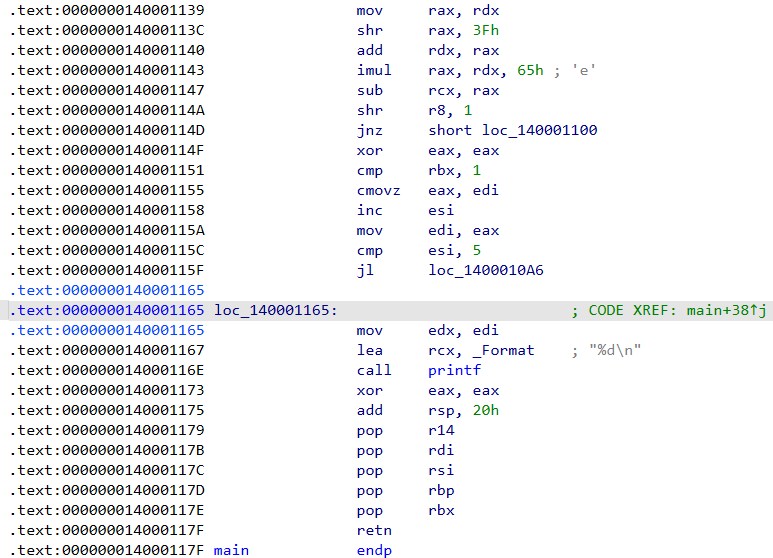 .text:0000000140001139 mov rax, rdx
.text:000000014000113C shr rax, 3Fh
.text:0000000140001140 add rdx, rax
.text:0000000140001143 imul rax, rdx, 65h ; 'e'
.text:0000000140001147 sub rcx, rax
.text:000000014000114A shr r8, 1
.text:000000014000114D jnz short loc_140001100
.text:000000014000114F xor eax, eax
.text:0000000140001151 cmp rbx, 1
.text:0000000140001155 cmovz eax, edi
.text:0000000140001158 inc esi
.text:000000014000115A mov edi, eax
.text:000000014000115C cmp esi, 5
.text:000000014000115F jl loc_1400010A6
.text:0000000140001165
.text:0000000140001165 loc_140001165: ; CODE XREF: main+38↑j
.text:0000000140001165 mov edx, edi
.text:0000000140001167 lea rcx, _Format ; "%d\n"
.text:000000014000116E call printf
.text:0000000140001173 xor eax, eax
.text:0000000140001175 add rsp, 20h
.text:0000000140001179 pop r14
.text:000000014000117B pop rdi
.text:000000014000117C pop rsi
.text:000000014000117D pop rbp
.text:000000014000117E pop rbx
.text:000000014000117F retn
.text:000000014000117F main endp